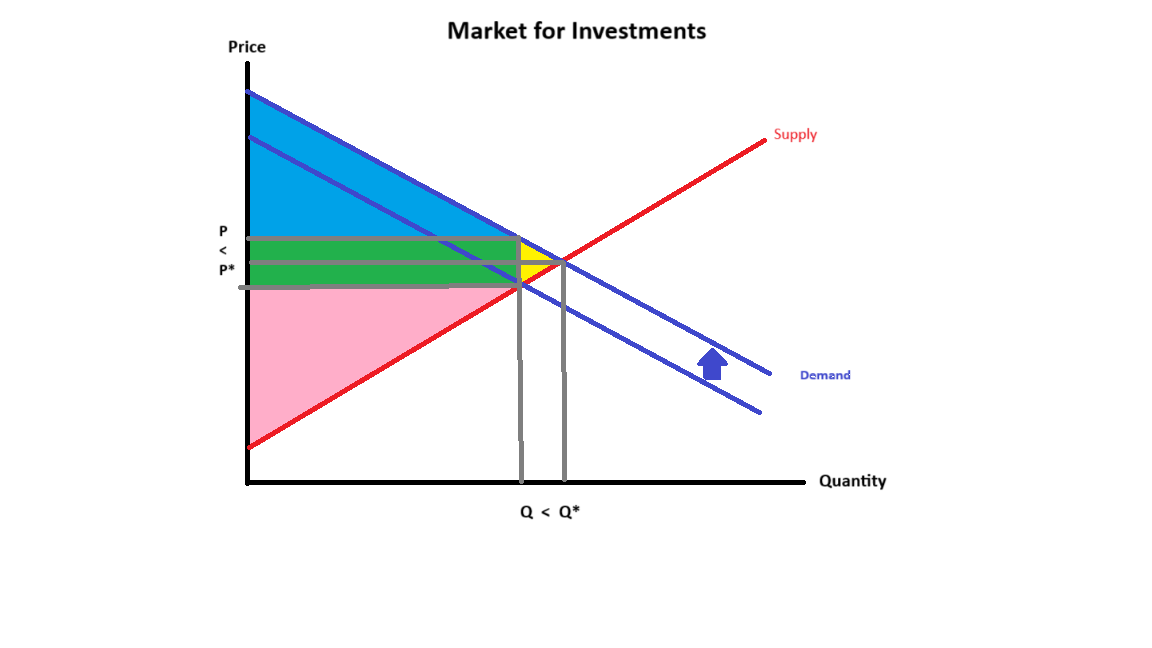 Market for Investments
Price
Supply
P
<
P*
Demand
Quantity
Q < Q*